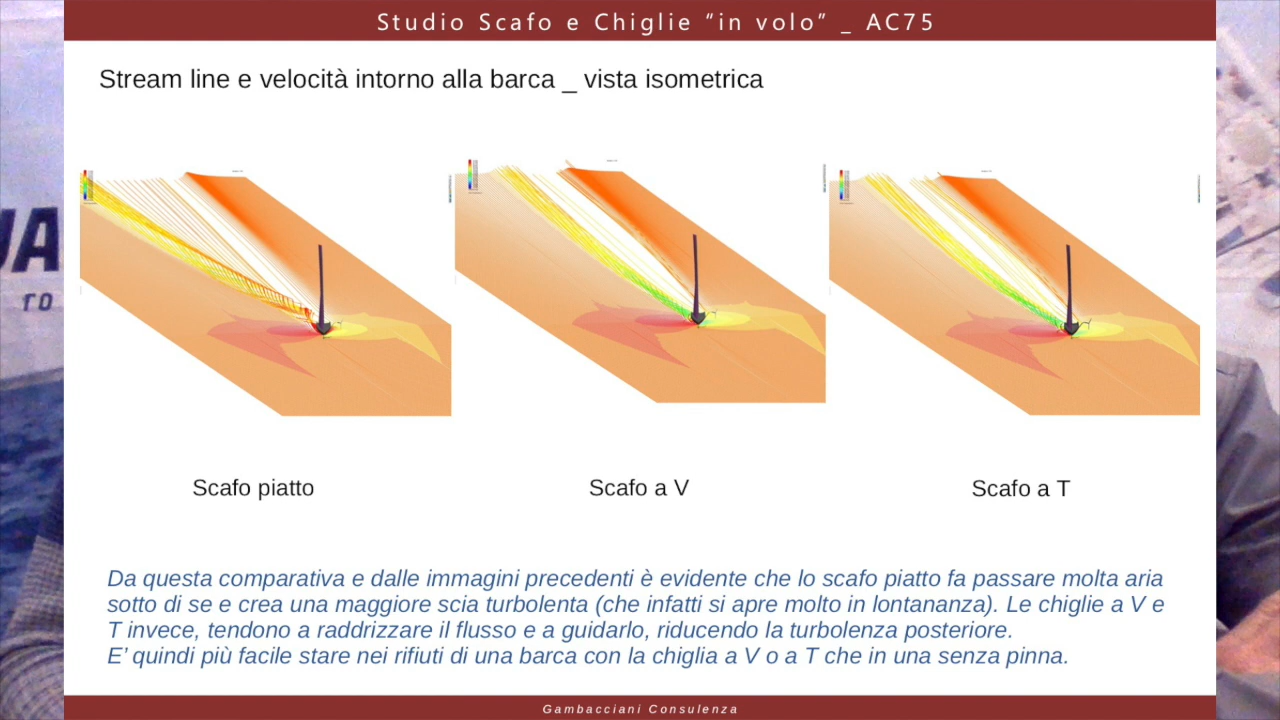 Studio Scafo e Chiglie “in volo” _ AC75
Stream line e velocità intorno alla barca _ vista isometrica
Scafo piatto
Scafo a V
Scafo a T
Da questa comparativa e dalle immagini precedenti è evidente che lo scafo piatto fa passare molta aria
sotto di se e crea una maggiore scia turbolenta (che infatti si apre molto in lontananza). Le chiglie a V e
T invece, tendono a raddrizzare il flusso e a guidarlo, riducendo la turbolenza posteriore.
E’ quindi più facile stare nei rifiuti di una barca con la chiglia a V o a T che in una senza pinna.
Gambacciani Consulenza